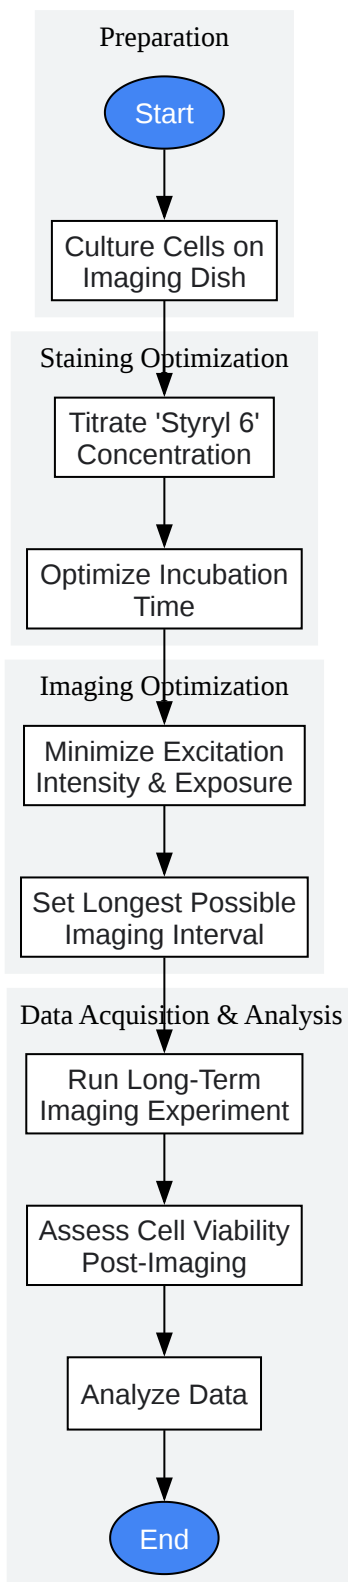 Preparation
Start
Culture Cells on
Imaging Dish
Staining Optimization
Titrate 'Styryl 6'
Concentration
Optimize Incubation
Time
Imaging Optimization
Minimize Excitation
Intensity & Exposure
Set Longest Possible
Imaging Interval
Data Acquisition & Analysis
Run Long-Term
Imaging Experiment
Assess Cell Viability
Post-Imaging
Analyze Data
End